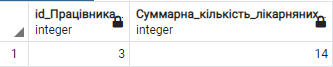 id_Працівника
integer
Суммарна_кількість_лікарняних
integer
1
3
14